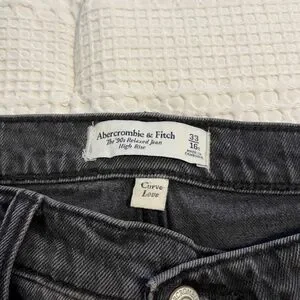 Abercrombie & Fitch
The '90s Relaxed Jean
High Rise
33
16
Curve
Love